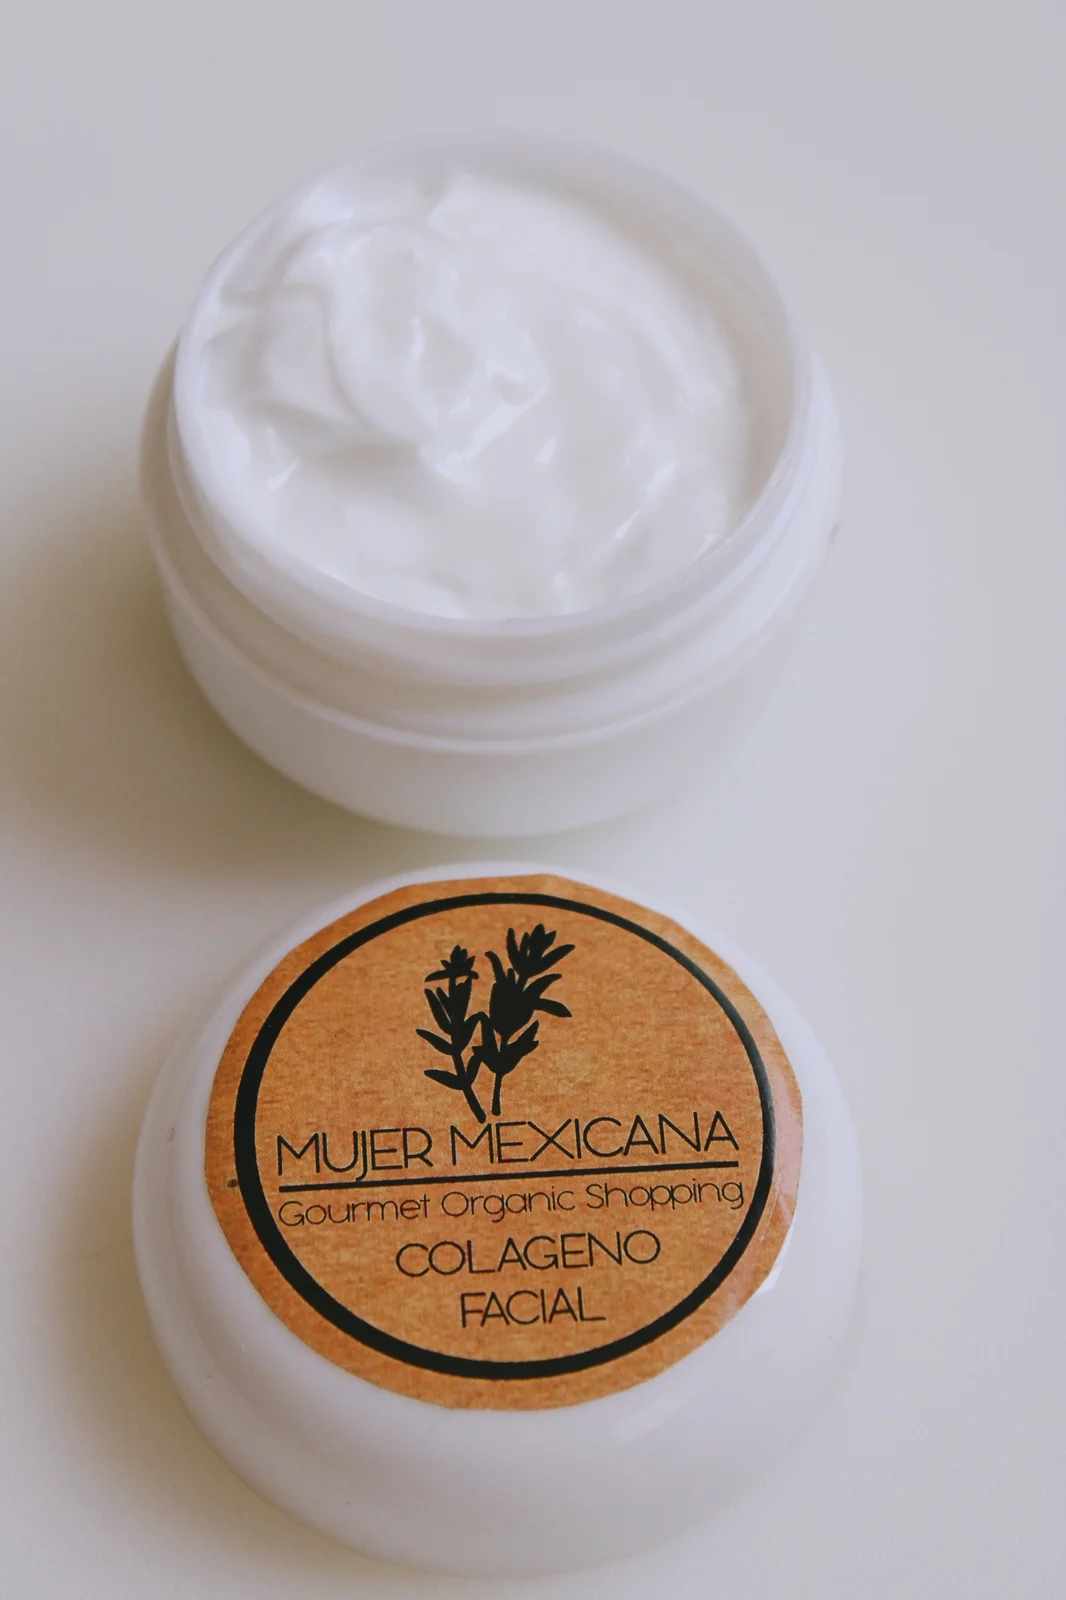 MUJER MEXICANA
Gourmet Organic Shopping
COLAGENO
FACIAL